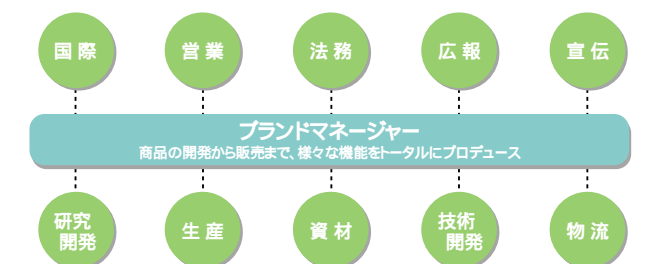 国際
営業
法務
広報
宣伝
ブランドマネージャー
商品の開発から販売まで、様々な機能をトータルにプロデュース
研究
開発
生産
資材
技術
開発
物流